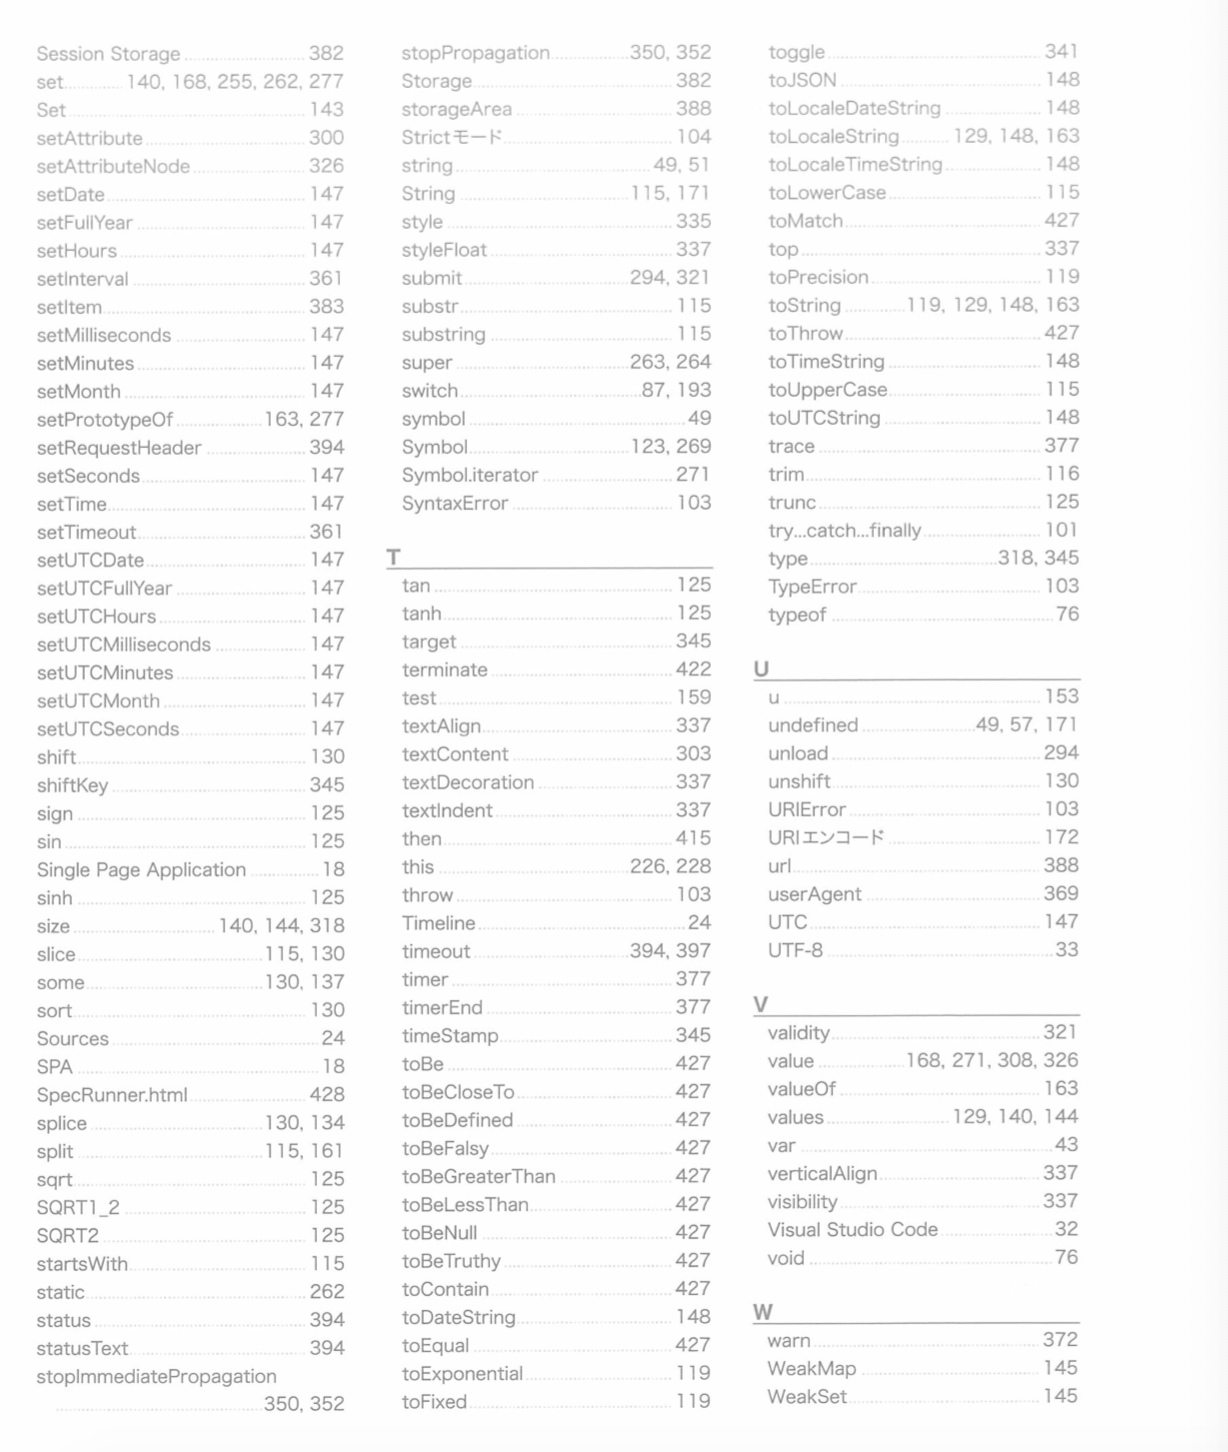 Session Storage 382
set 140, 168, 255, 262, 277
Set 143
setAttribute 300
setAttributeNode 326
setDate 147
setFullYear 147
setHours 147
setInterval 361
setItem 383
setMilliseconds 147
setMinutes 147
setMonth 147
setPrototypeOf 163, 277
setRequestHeader 394
setSeconds 147
setTime 147
setTimeout 361
setUTCDate 147
setUTCFullYear 147
setUTCHours 147
setUTCMilliseconds 147
setUTCMinutes 147
setUTCMonth 147
setUTCSeconds 147
shift 130
shiftKey 345
sign 125
sin 125
Single Page Application 18
sinh 125
size 140, 144, 318
slice 115, 130
some 130, 137
sort 130
Sources 24
SPA 18
SpecRunner.html 428
splice 130, 134
split 115, 161
sqrt 125
SQRT1_2 125
SQRT2 125
startsWith 115
static 262
status 394
statusText 394
stopImmediatePropagation
350, 352
stopPropagation 350, 352
Storage 382
storageArea 388
Strictモード 104
string 49, 51
String 115, 171
style 335
styleFloat 337
submit 294, 321
substr 115
substring 115
super 263, 264
switch 87, 193
symbol 49
Symbol 123, 269
Symbol.iterator 271
SyntaxError 103
T
tan 125
tanh 125
target 345
terminate 422
test 159
textAlign 337
textContent 303
textDecoration 337
textIndent 337
then 415
this 226, 228
throw 103
Timeline 24
timeout 394, 397
timer 377
timerEnd 377
timeStamp 345
toBe 427
toBeCloseTo 427
toBeDefined 427
toBeFalsy 427
toBeGreaterThan 427
toBeLessThan 427
toBeNull 427
toBeTruthy 427
toContain 427
toDateString 148
toEqual 427
toExponential 119
toFixed 119
toggle 341
toJSON 148
toLocaleDateString 148
toLocaleString 129, 148, 163
toLocaleTimeString 148
toLowerCase 115
toMatch 427
top 337
toPrecision 119
toString 119, 129, 148, 163
toThrow 427
toTimeString 148
toUpperCase 115
toUTCString 148
trace 377
trim 116
trunc 125
try...catch...finally 101
type 318, 345
TypeError 103
typeof 76
U
u 153
undefined 49, 57, 171
unload 294
unshift 130
URIError 103
URIエンコード 172
url 388
userAgent 369
UTC 147
UTF-8 33
V
validity 321
value 168, 271, 308, 326
valueOf 163
values 129, 140, 144
var 43
verticalAlign 337
visibility 337
Visual Studio Code 32
void 76
W
warn 372
WeakMap 145
WeakSet 145